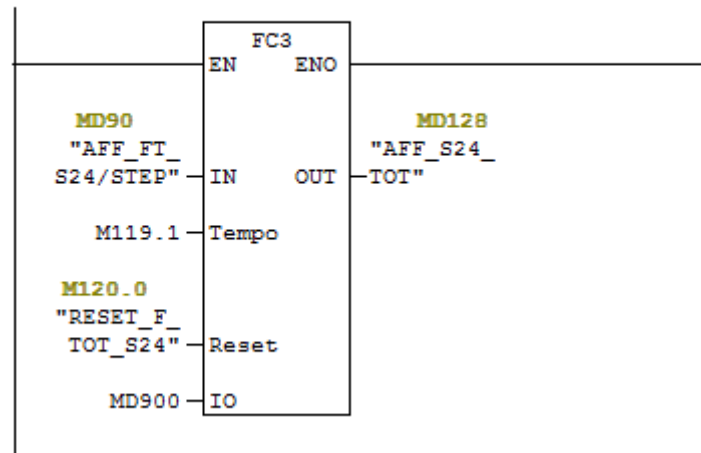 FC3
EN ENO
MD90
"AFF_FT_
S24/STEP"
IN
MD128
"AFF_S24_
TOT"
OUT
M119.1
Tempo
M120.0
"RESET_F_
TOT_S24"
Reset
MD900
IO